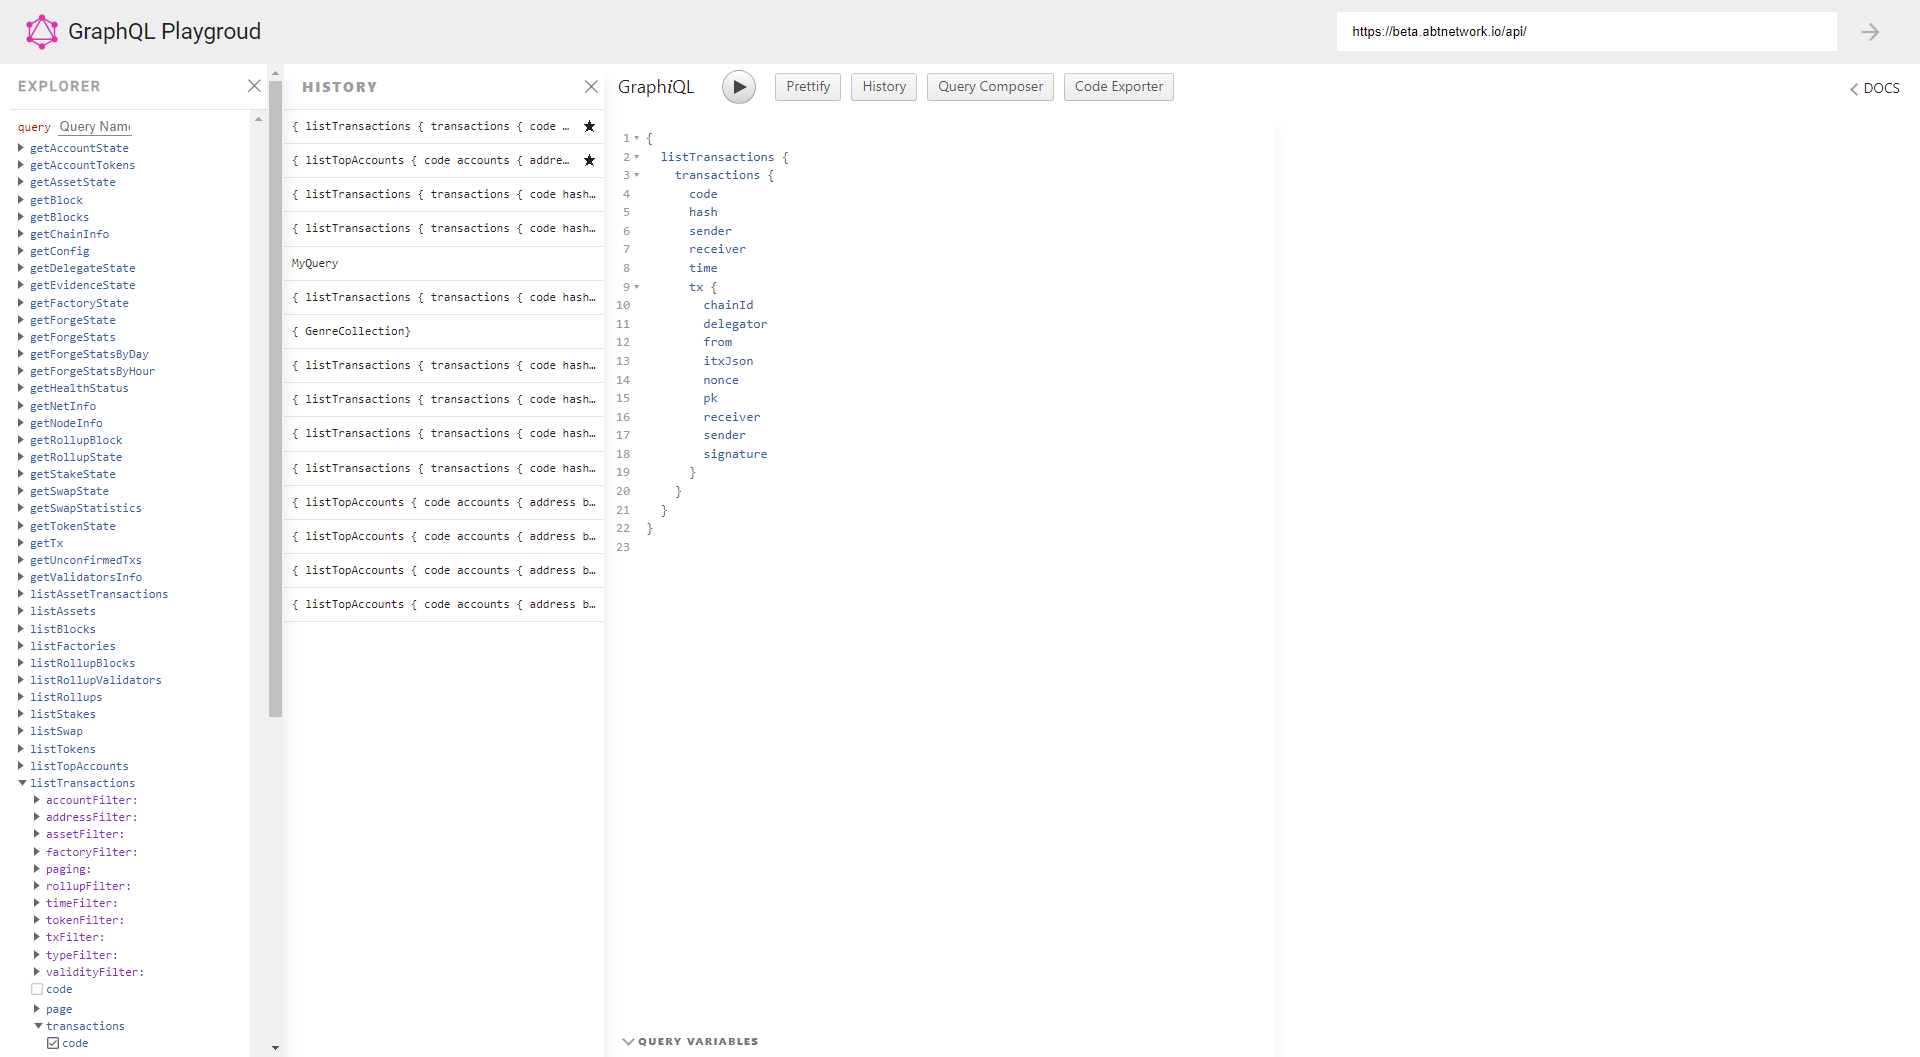 GraphQL Playgroud
https://beta.abtnetwork.io/api/
EXPLORER
query Query Name
getAccountState
getAccountTokens
getAssetState
getBlock
getBlocks
getChainInfo
getConfig
getDelegateState
getEvidenceState
getFactoryState
getForgeState
getForgeStats
getForgeStatsByDay
getForgeStatsByHour
getHealthStatus
getNetInfo
getNodeInfo
getRollupBlock
getRollupState
getStakeState
getSwapState
getSwapStatistics
getTokenState
getTx
getUnconfirmedTxs
getValidatorsInfo
listAssetTransactions
listAssets
listBlocks
listFactories
listRollupBlocks
listRollupValidators
listRollups
listStakes
listSwap
listTokens
listTopAccounts
listTransactions
accountFilter:
addressFilter:
assetFilter:
factoryFilter:
paging:
rollupFilter:
timeFilter:
tokenFilter:
txFilter:
typeFilter:
validityFilter:
code
page
transactions
code
HISTORY
{ listTransactions { transactions { code … ★
{ listTopAccounts { code accounts { addre… ★
{ listTransactions { transactions { code hash…
{ listTransactions { transactions { code hash…
MyQuery
{ listTransactions { transactions { code hash…
{ GenreCollection}
{ listTransactions { transactions { code hash…
{ listTransactions { transactions { code hash…
{ listTransactions { transactions { code hash…
{ listTransactions { transactions { code hash…
{ listTopAccounts { code accounts { address b…
{ listTopAccounts { code accounts { address b…
{ listTopAccounts { code accounts { address b…
{ listTopAccounts { code accounts { address b…
GraphiQL Prettify History Query Composer Code Exporter
DOCS
1 {
2 listTransactions {
3 transactions {
4 code
5 hash
6 sender
7 receiver
8 time
9 tx {
10 chainId
11 delegator
12 from
13 itxJson
14 nonce
15 pk
16 receiver
17 sender
18 signature
19 }
20 }
21 }
22 }
23
QUERY VARIABLES